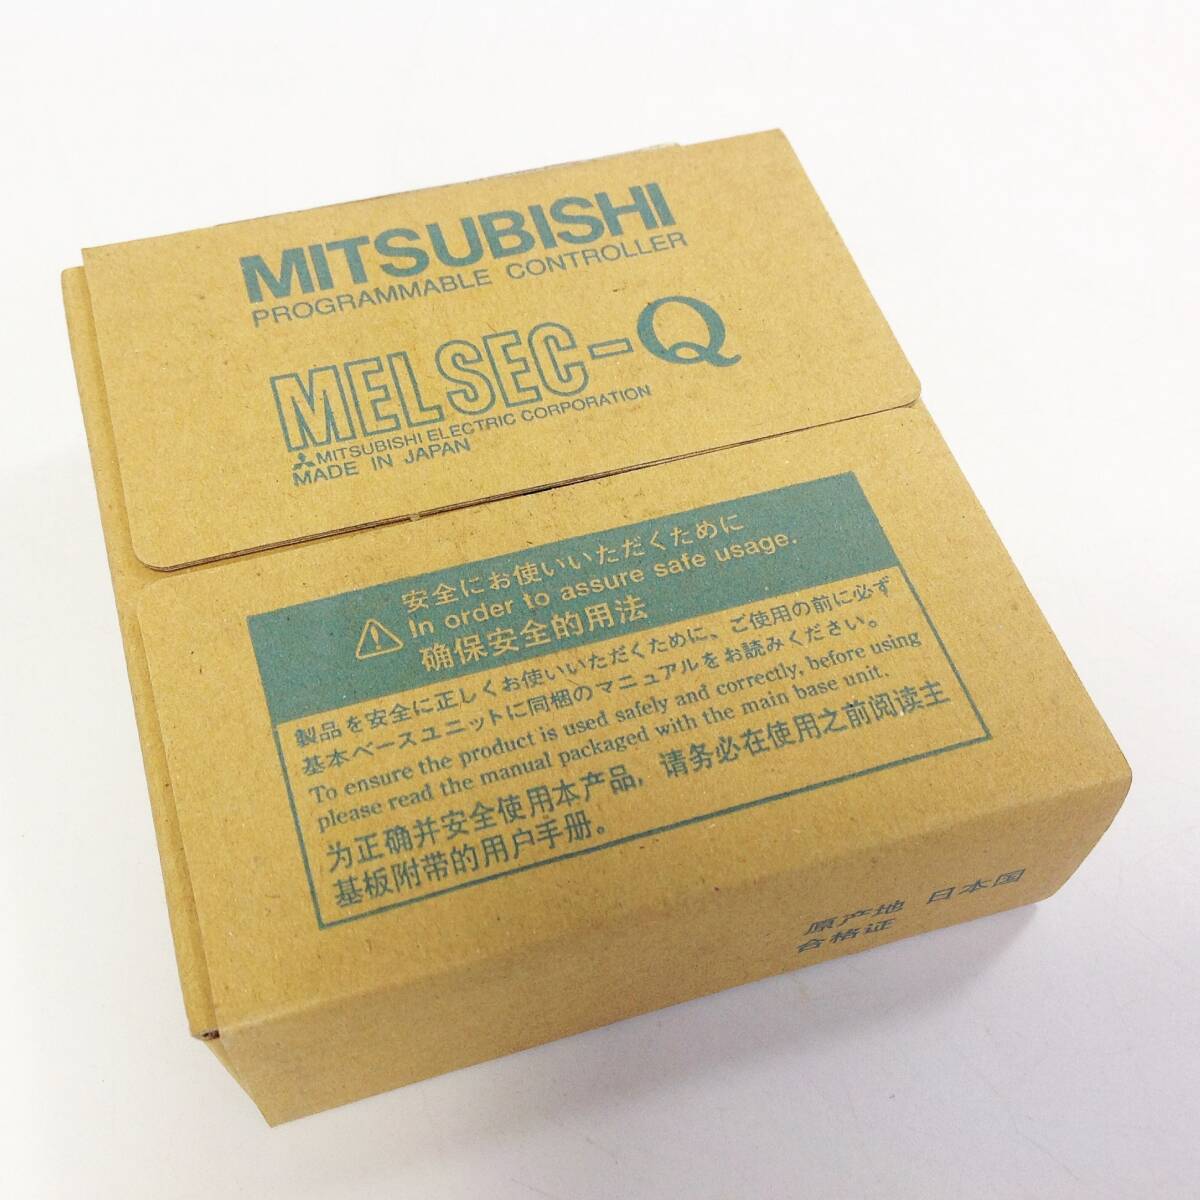 MITSUBISHI
PROGRAMMABLE CONTROLLER
MELSEC-Q
MITSUBISHI ELECTRIC CORPORATION
MADE IN JAPAN
安全にお使いいただくために
In order to assure safe usage.
确保安全的用法
製品を安全に正しくお使いいただくために、ご使用の前に必ず
基本ベースユニットに同梱のマニュアルをお読みください。
To ensure the product is used safely and correctly, before using
please read the manual packaged with the main base unit.
为正确并安全使用本产品, 请务必在使用之前阅读主
基板附带的用户手册。
原产地 日本国
合格证